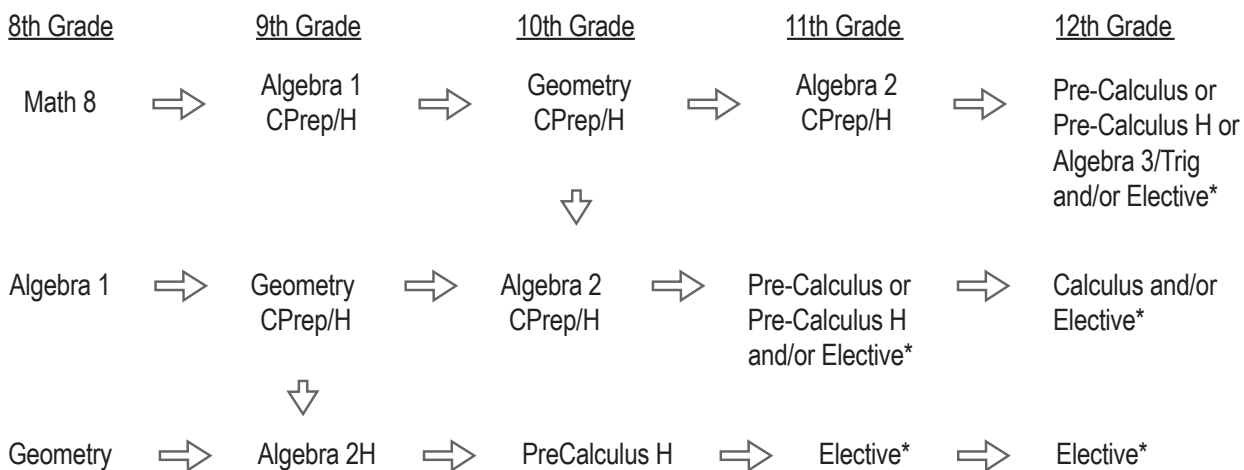 8th Grade 9th Grade 10th Grade 11th Grade 12th Grade
Math 8
Algebra 1
CPrep/H
Geometry
CPrep/H
Algebra 2
CPrep/H
Pre-Calculus or
Pre-Calculus H or
Algebra 3/Trig
and/or Elective*
Algebra 1
Geometry
CPrep/H
Algebra 2
CPrep/H
Pre-Calculus or
Pre-Calculus H
and/or Elective*
Calculus and/or
Elective*
Geometry
Algebra 2H
PreCalculus H
Elective*
Elective*